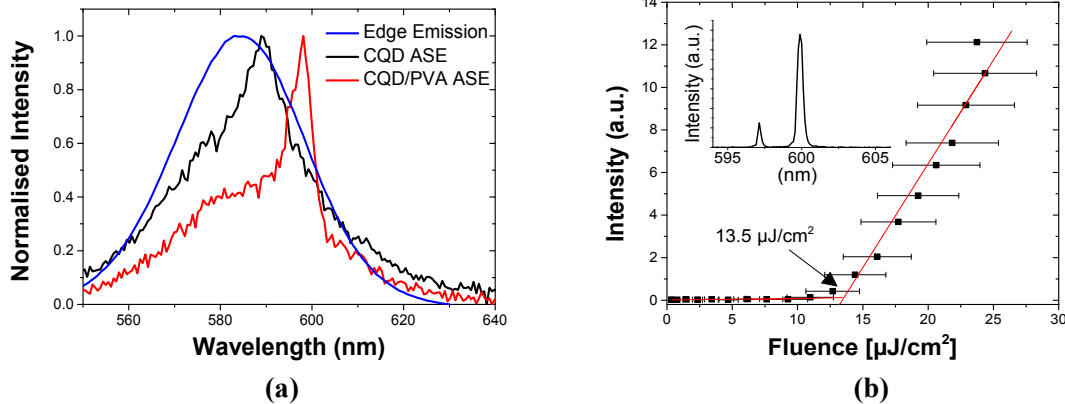 Edge Emission
CQD ASE
CQD/PVA ASE
1.0
0.8
0.6
0.4
0.2
0.0
560 580 600 620 640
Normalised Intensity
Wavelength (nm)
(a)
b)
14
12
10
8
6
4
2
0
0 5 10 15 20 25 30
Intensity (a.u.)
Fluence [µJ/cm²]
13.5 µJ/cm²
Intensity (a.u.)
595 600 605
(nm)
(b)